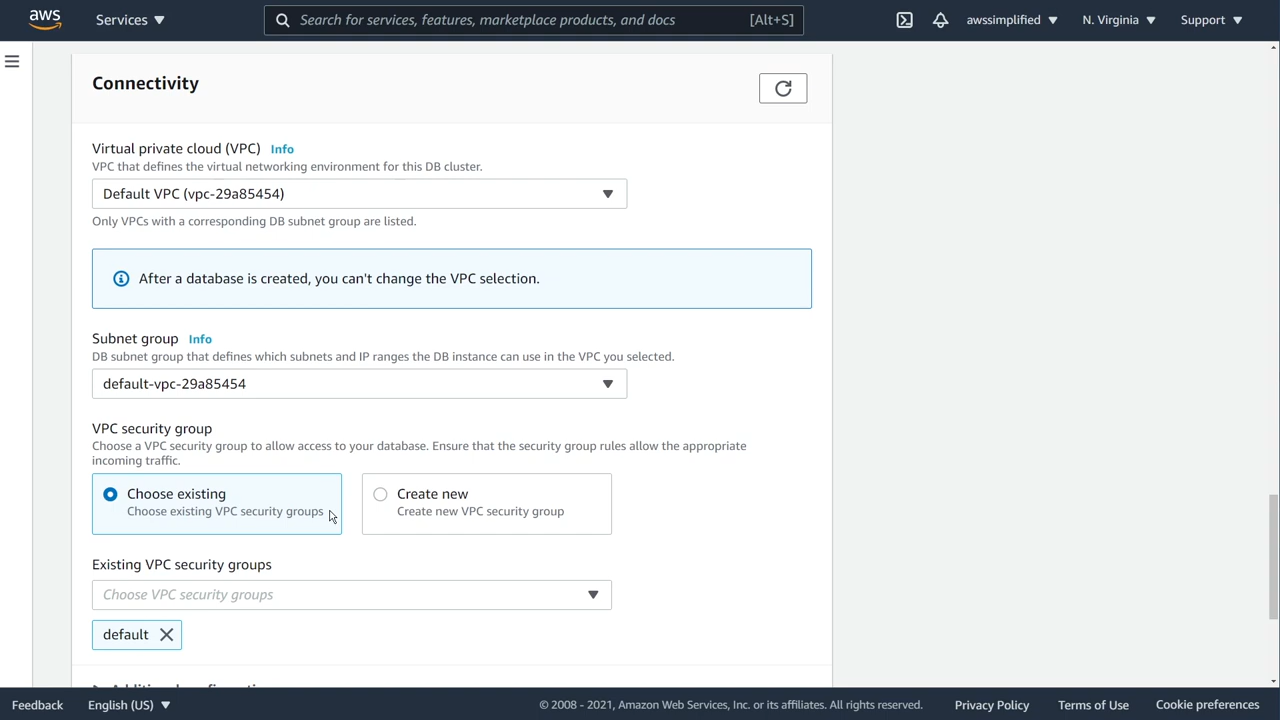 aws
Services
Search for services, features, marketplace products, and docs
[Alt+S]
awssimplified
N. Virginia
Support
Connectivity
Virtual private cloud (VPC) Info
VPC that defines the virtual networking environment for this DB cluster.
Default VPC (vpc-29a85454)
Only VPCs with a corresponding DB subnet group are listed.
After a database is created, you can't change the VPC selection.
Subnet group Info
DB subnet group that defines which subnets and IP ranges the DB instance can use in the VPC you selected.
default-vpc-29a85454
VPC security group
Choose a VPC security group to allow access to your database. Ensure that the security group rules allow the appropriate
incoming traffic.
Choose existing
Choose existing VPC security groups
Create new
Create new VPC security group
Existing VPC security groups
Choose VPC security groups
default
Feedback
English (US)
© 2008 - 2021, Amazon Web Services, Inc. or its affiliates. All rights reserved.
Privacy Policy
Terms of Use
Cookie preferences